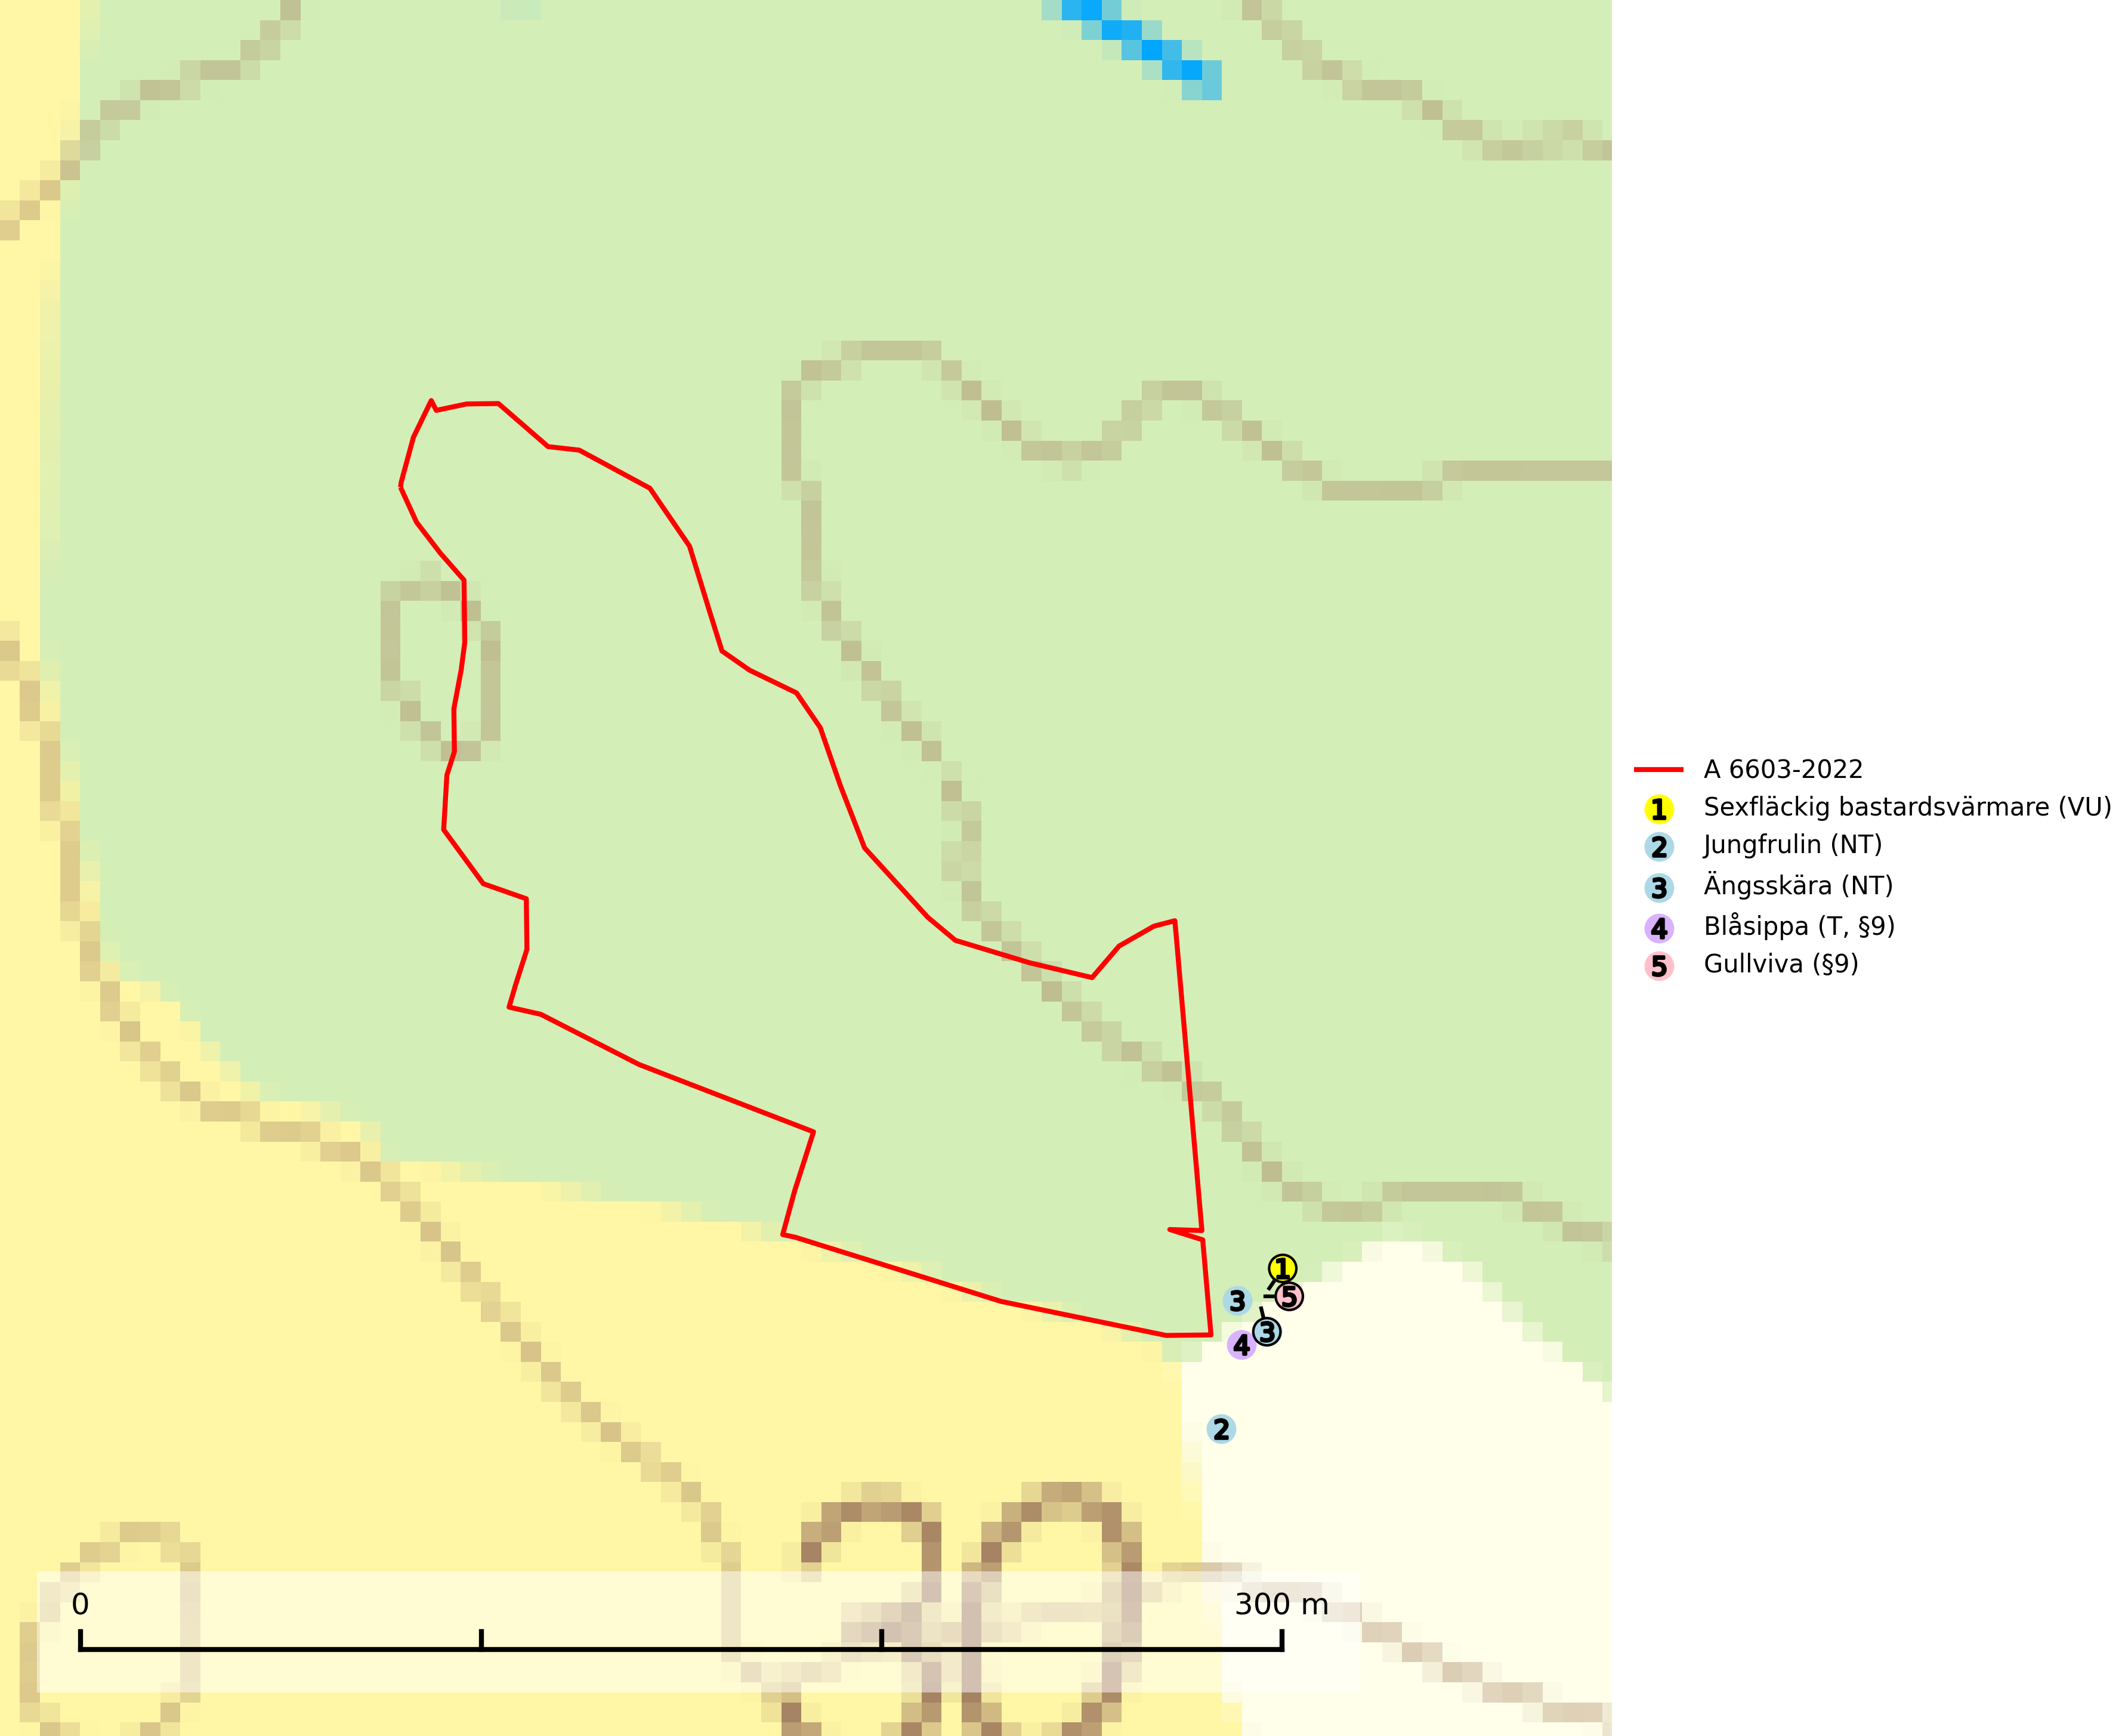 A 6603-2022
1 Sexfläckig bastardsvärmare (VU)
2 Jungfrulin (NT)
3 Ängsskära (NT)
4 Blåsippa (T, §9)
5 Gullviva (§9)
1
3 5
3
4
2
0 300 m